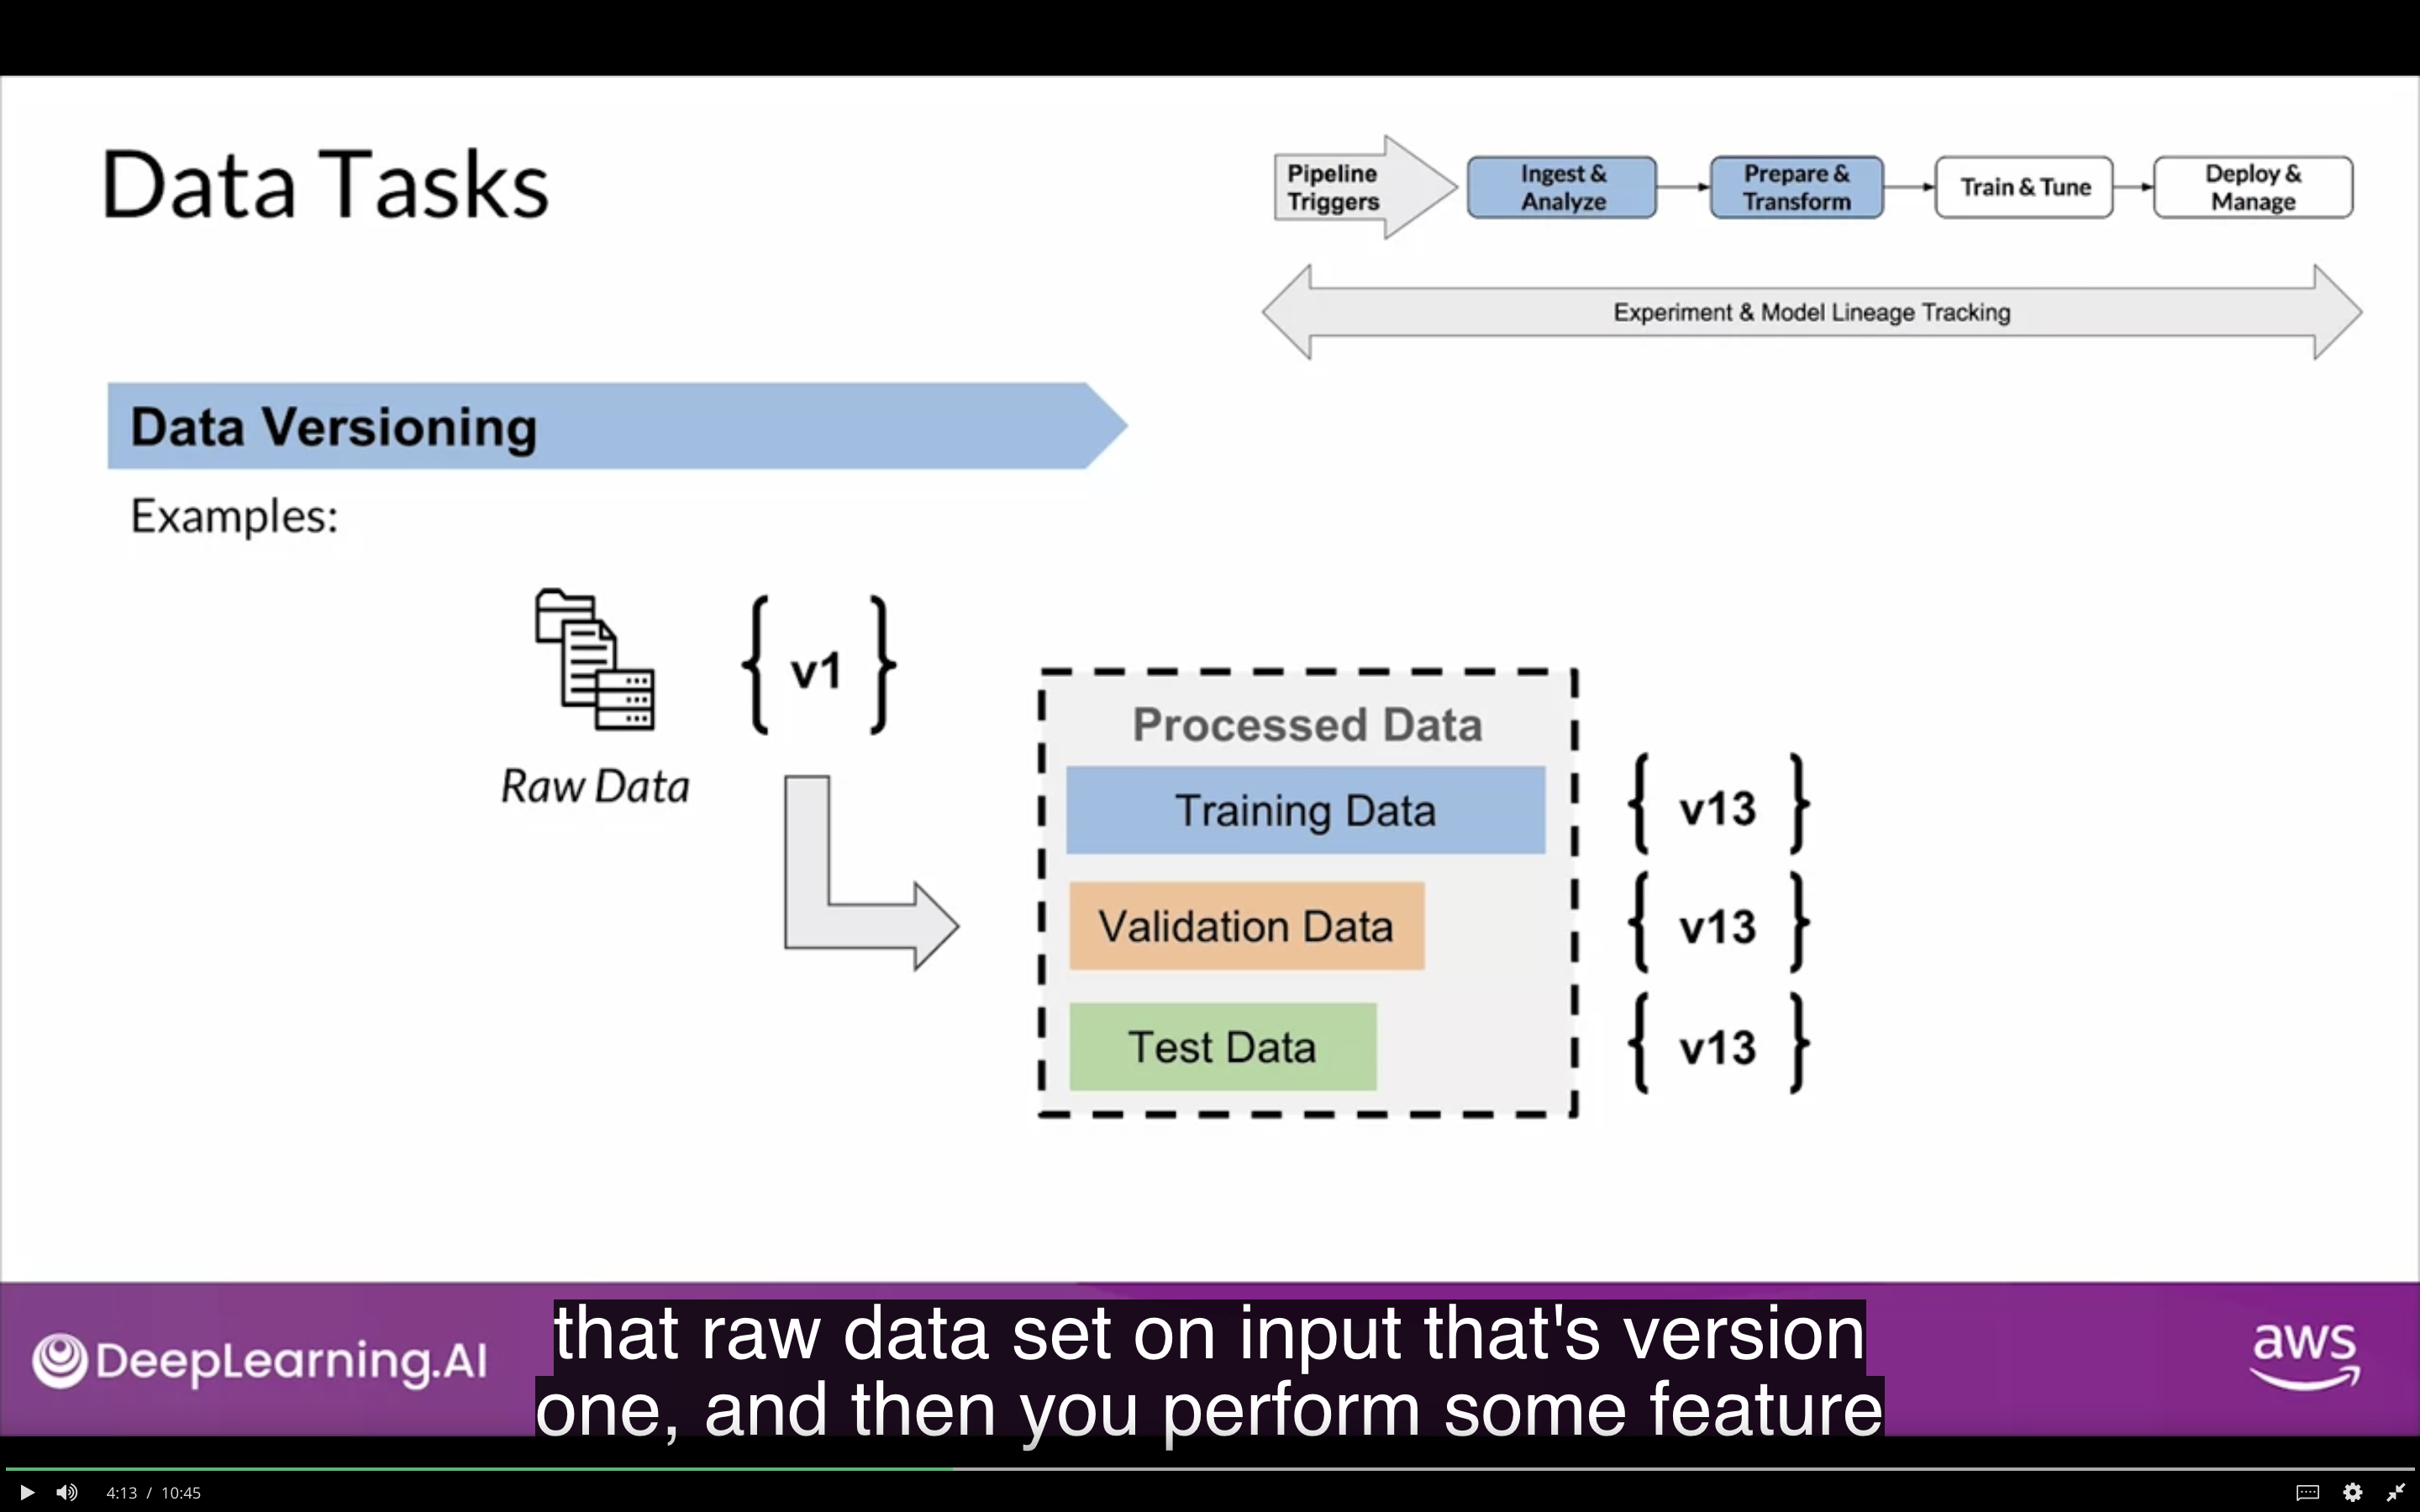 Data Tasks
Pipeline
Triggers
Ingest &
Analyze
Prepare &
Transform
Train & Tune
Deploy &
Manage
Experiment & Model Lineage Tracking
Data Versioning
Examples:
{ v1 }
Raw Data
Processed Data
Training Data
{ v13 }
Validation Data
{ v13 }
Test Data
{ v13 }
DeepLearning.AI
that raw data set on input that's version
one, and then you perform some feature
aws
4:13 / 10:45